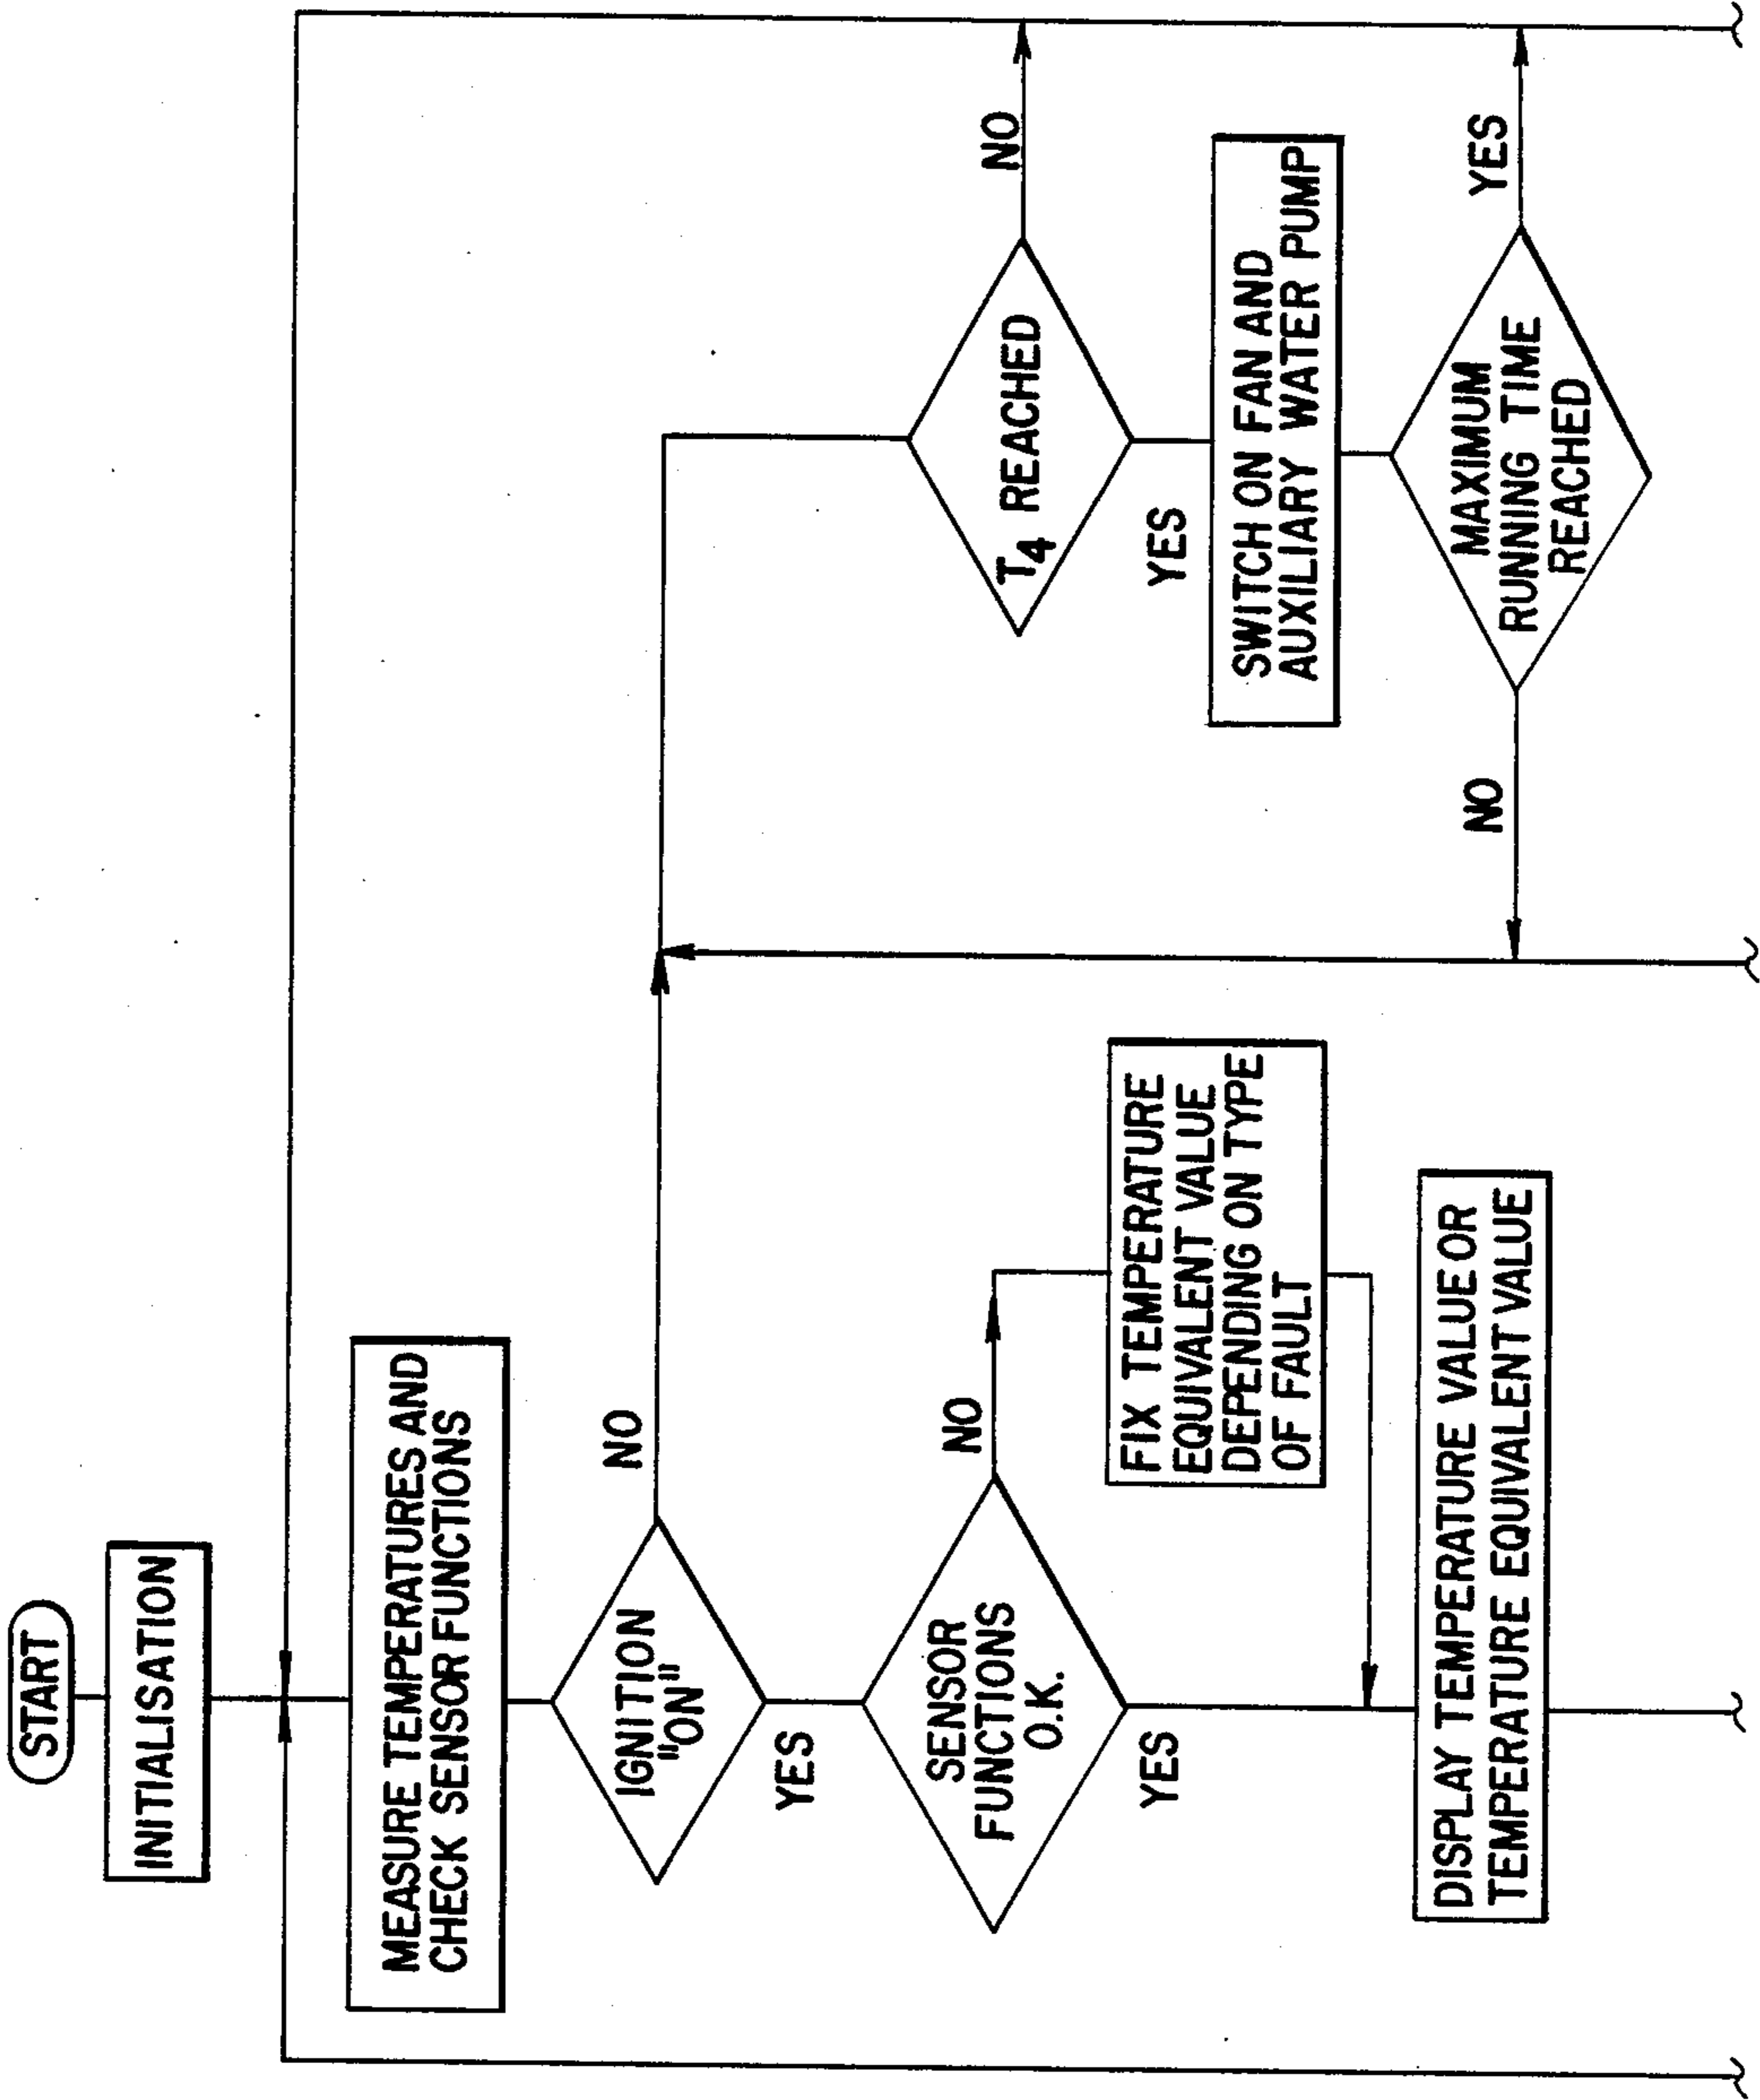 START
INITIALISATION
MEASURE TEMPERATURES AND
CHECK SENSOR FUNCTIONS
IGNITION
"ON"
NO
YES
SENSOR
FUNCTIONS
O.K.
NO
YES
FIX TEMPERATURE
EQUIVALENT VALUE
DEPENDING ON TYPE
OF FAULT
DISPLAY TEMPERATURE VALUE OR
TEMPERATURE EQUIVALENT VALUE
T4 REACHED
NO
YES
SWITCH ON FAN AND
AUXILIARY WATER PUMP
MAXIMUM
RUNNING TIME
REACHED
NO
YES